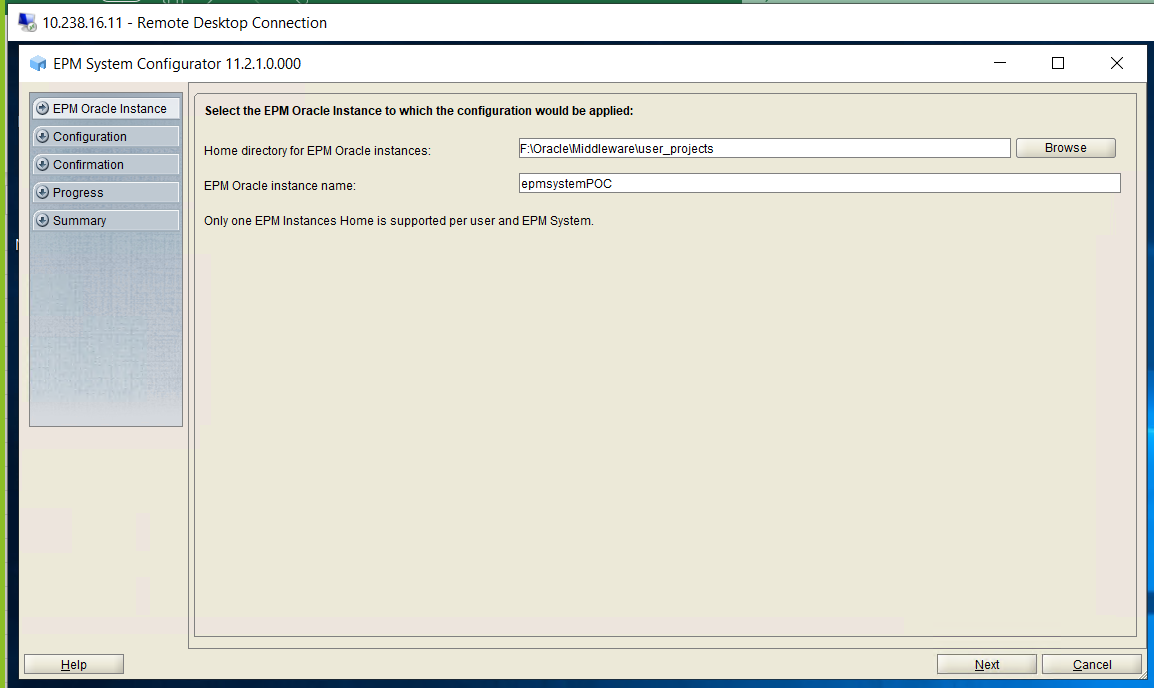 10.238.16.11 - Remote Desktop Connection
EPM System Configurator 11.2.1.0.000
EPM Oracle Instance
Configuration
Confirmation
Progress
Summary
Select the EPM Oracle Instance to which the configuration would be applied:
Home directory for EPM Oracle instances:
F:\Oracle\Middleware\user_projects
Browse
EPM Oracle instance name:
epmsystemPOC
Only one EPM Instances Home is supported per user and EPM System.
Help
Next
Cancel